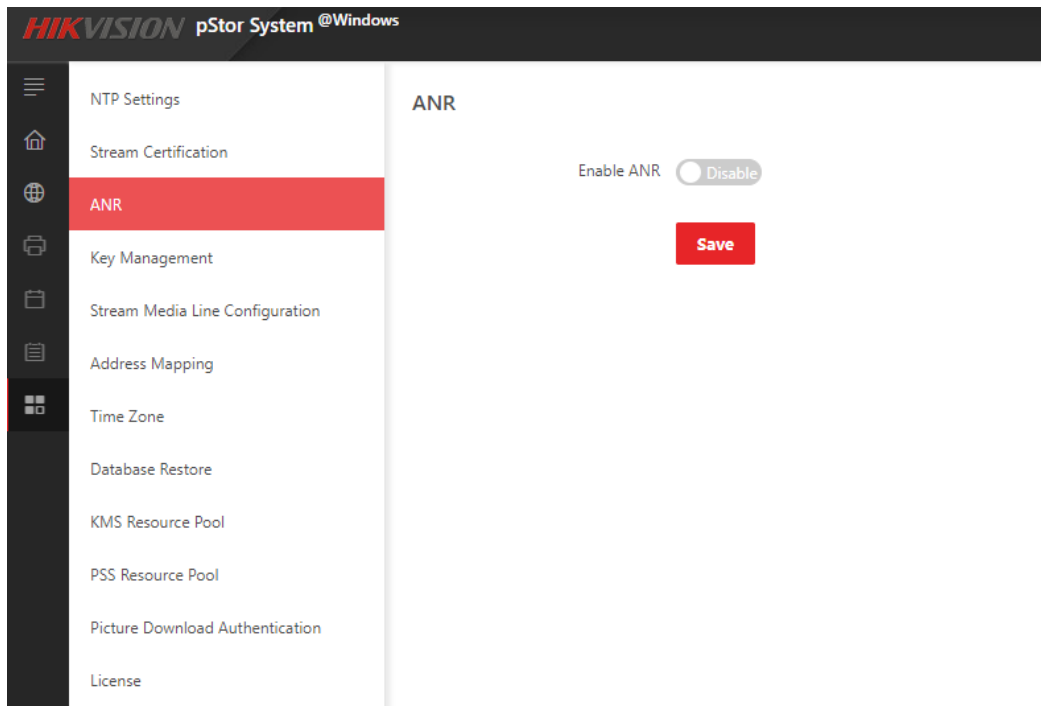 HIKVISION pStor System @Windows
NTP Settings
Stream Certification
ANR
Key Management
Stream Media Line Configuration
Address Mapping
Time Zone
Database Restore
KMS Resource Pool
PSS Resource Pool
Picture Download Authentication
License
ANR
Enable ANR Disable
Save